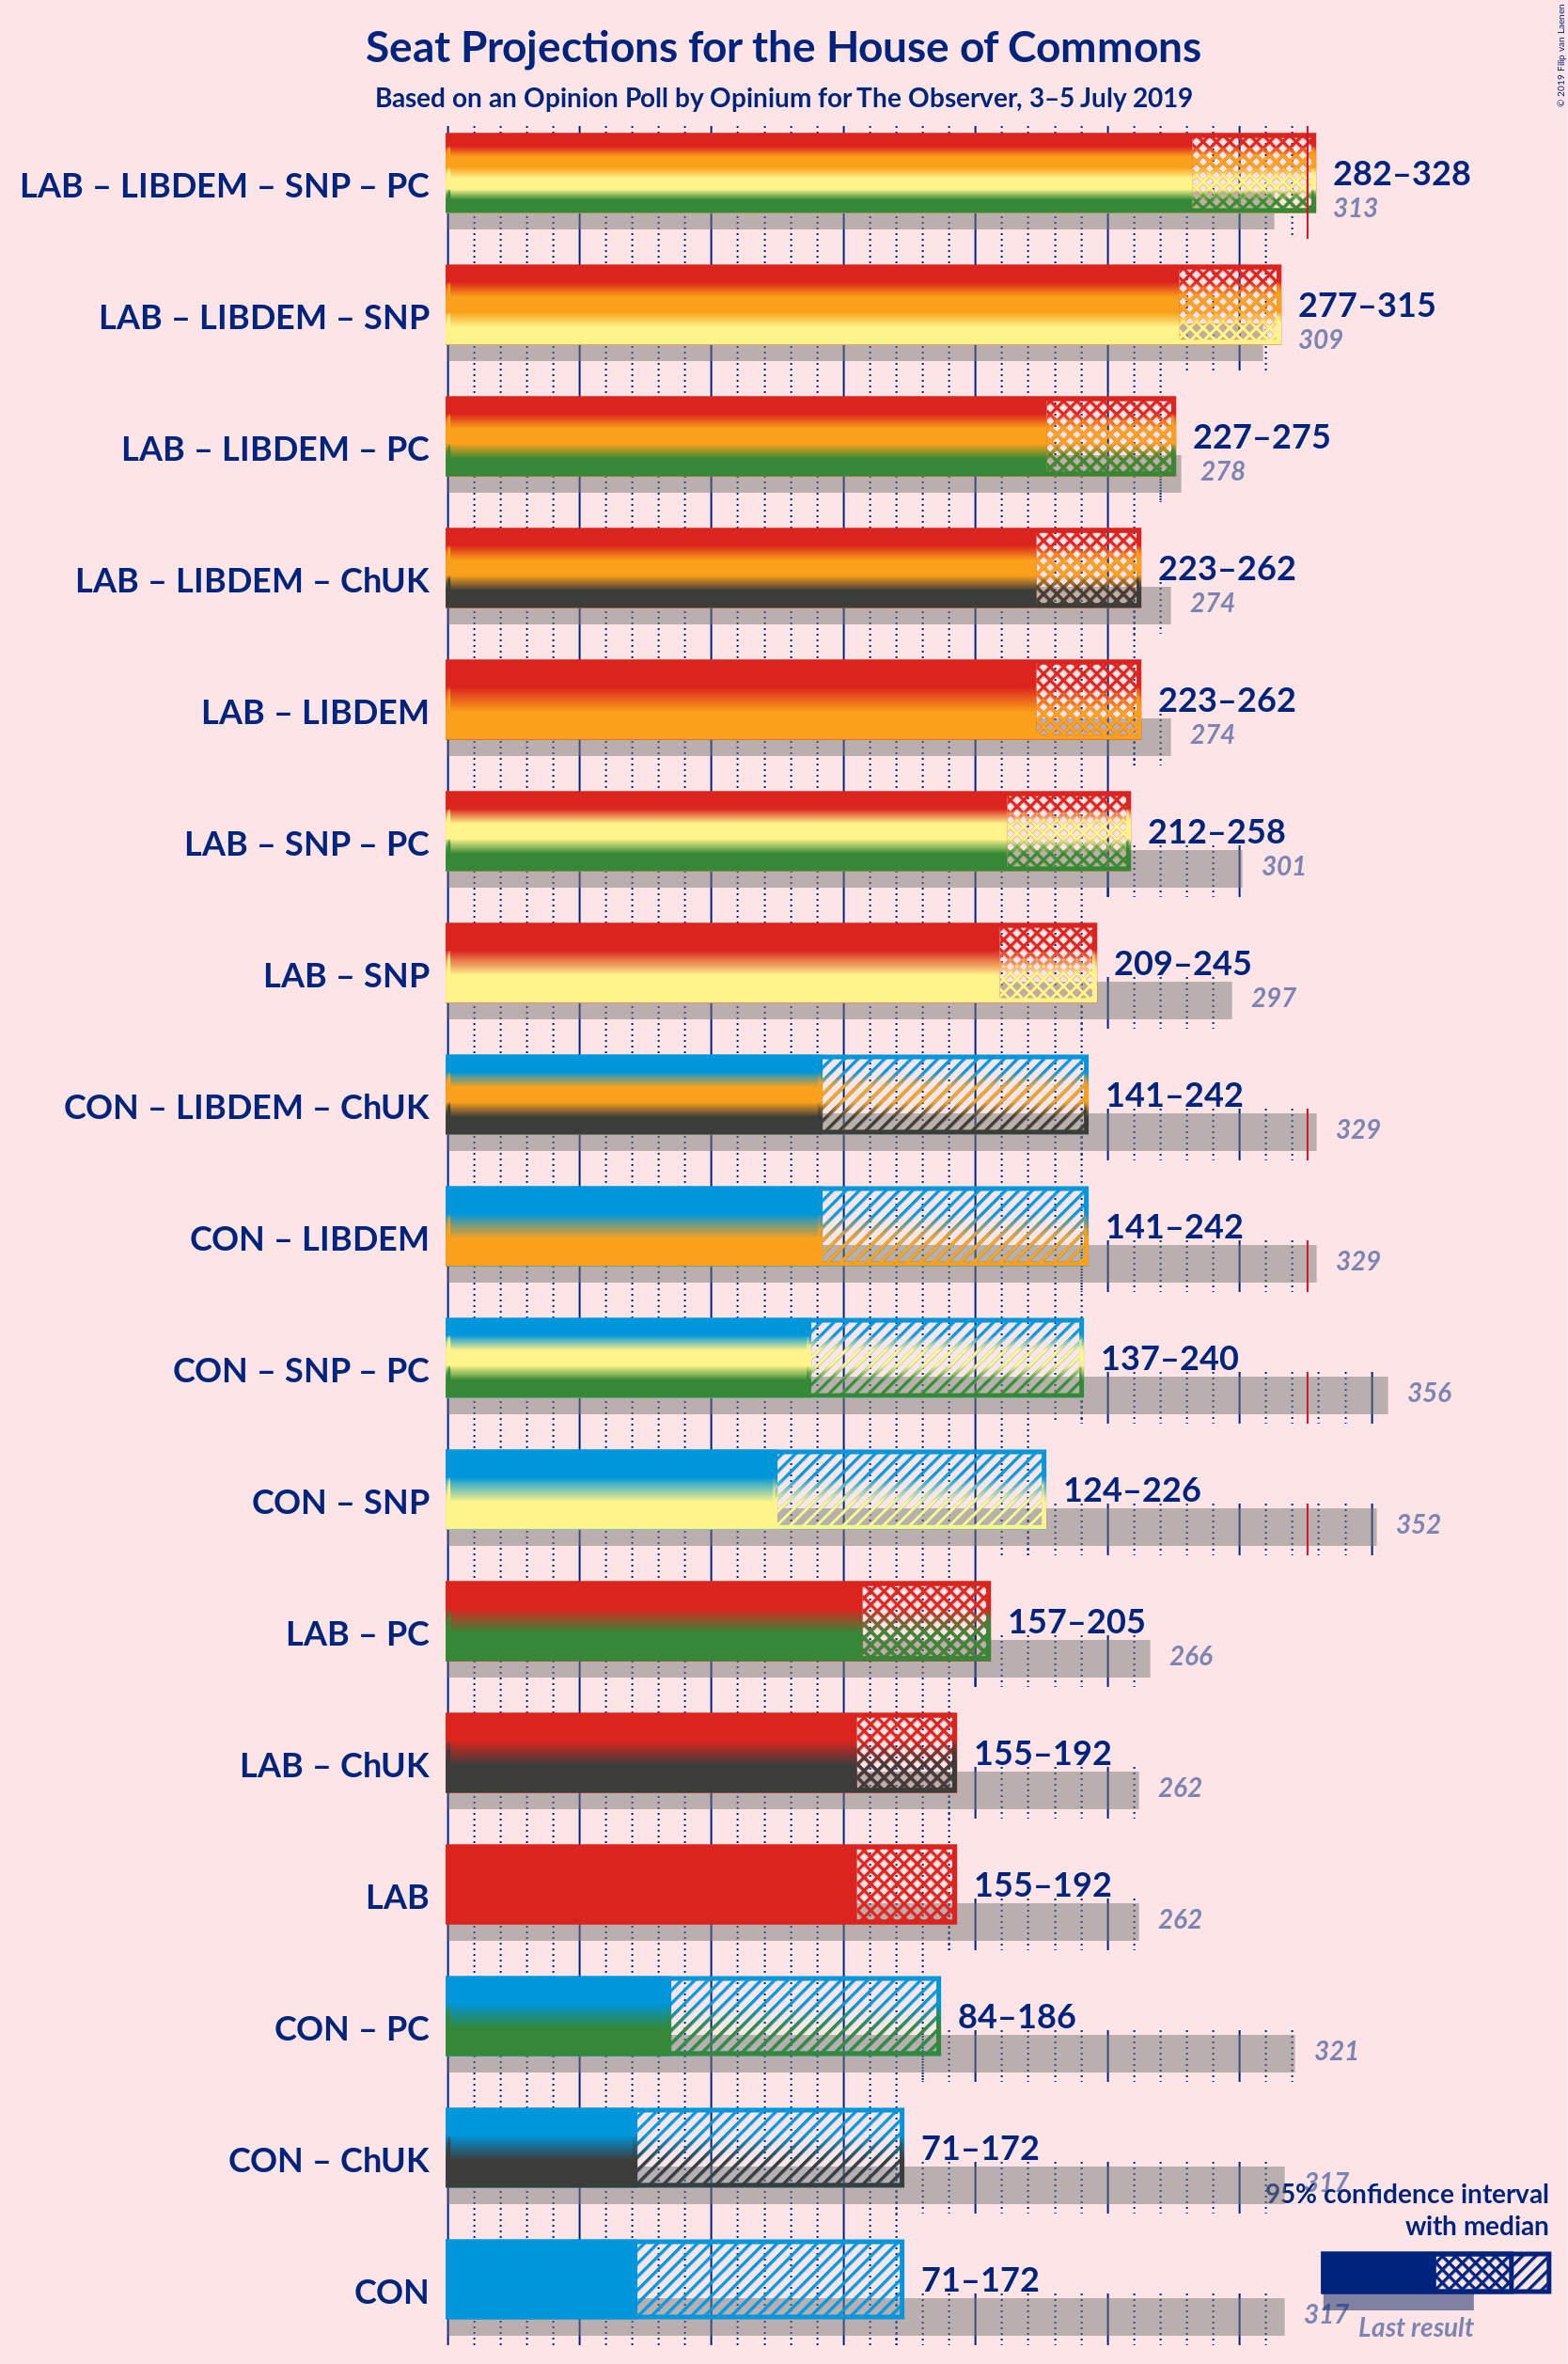 Seat Projections for the House of Commons
Based on an Opinion Poll by Opinium for The Observer, 3–5 July 2019
© 2019 Filip van Laenen
LAB – LIBDEM – SNP – PC
282–328
313
LAB – LIBDEM – SNP
277–315
309
LAB – LIBDEM – PC
227–275
278
LAB – LIBDEM – ChUK
223–262
274
LAB – LIBDEM
223–262
274
LAB – SNP – PC
212–258
301
LAB – SNP
209–245
297
CON – LIBDEM – ChUK
141–242
329
CON – LIBDEM
141–242
329
CON – SNP – PC
137–240
356
CON – SNP
124–226
352
LAB – PC
157–205
266
LAB – ChUK
155–192
262
LAB
155–192
262
CON – PC
84–186
321
CON – ChUK
71–172
317
CON
71–172
317
95% confidence interval
with median
Last result